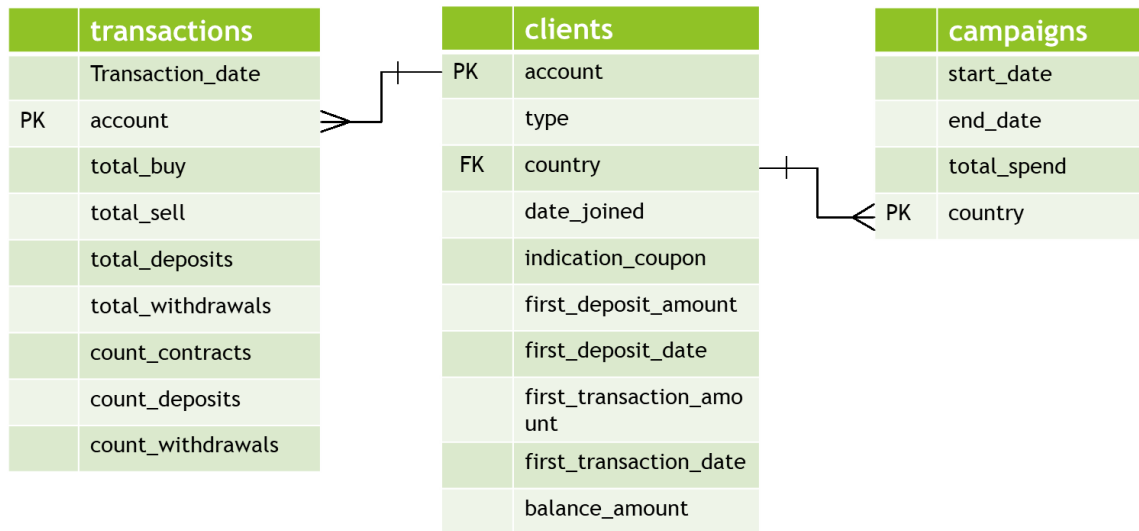 transactions
Transaction_date
PK account
total_buy
total_sell
total_deposits
total_withdrawals
count_contracts
count_deposits
count_withdrawals
clients
PK account
type
FK country
date_joined
indication_coupon
first_deposit_amount
first_deposit_date
first_transaction_amo
unt
first_transaction_date
balance_amount
campaigns
start_date
end_date
total_spend
PK country